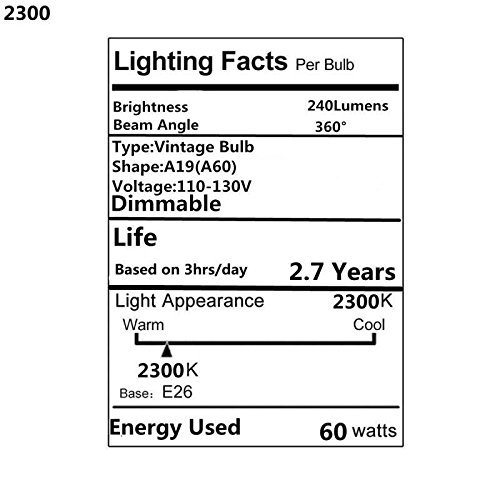 2300
Lighting Facts Per Bulb
Brightness 240Lumens
Beam Angle 360°
Type:Vintage Bulb
Shape:A19(A60)
Voltage:110-130V
Dimmable
Life
Based on 3hrs/day 2.7 Years
Light Appearance 2300K
Warm Cool
2300K
Base: E26
Energy Used 60 watts